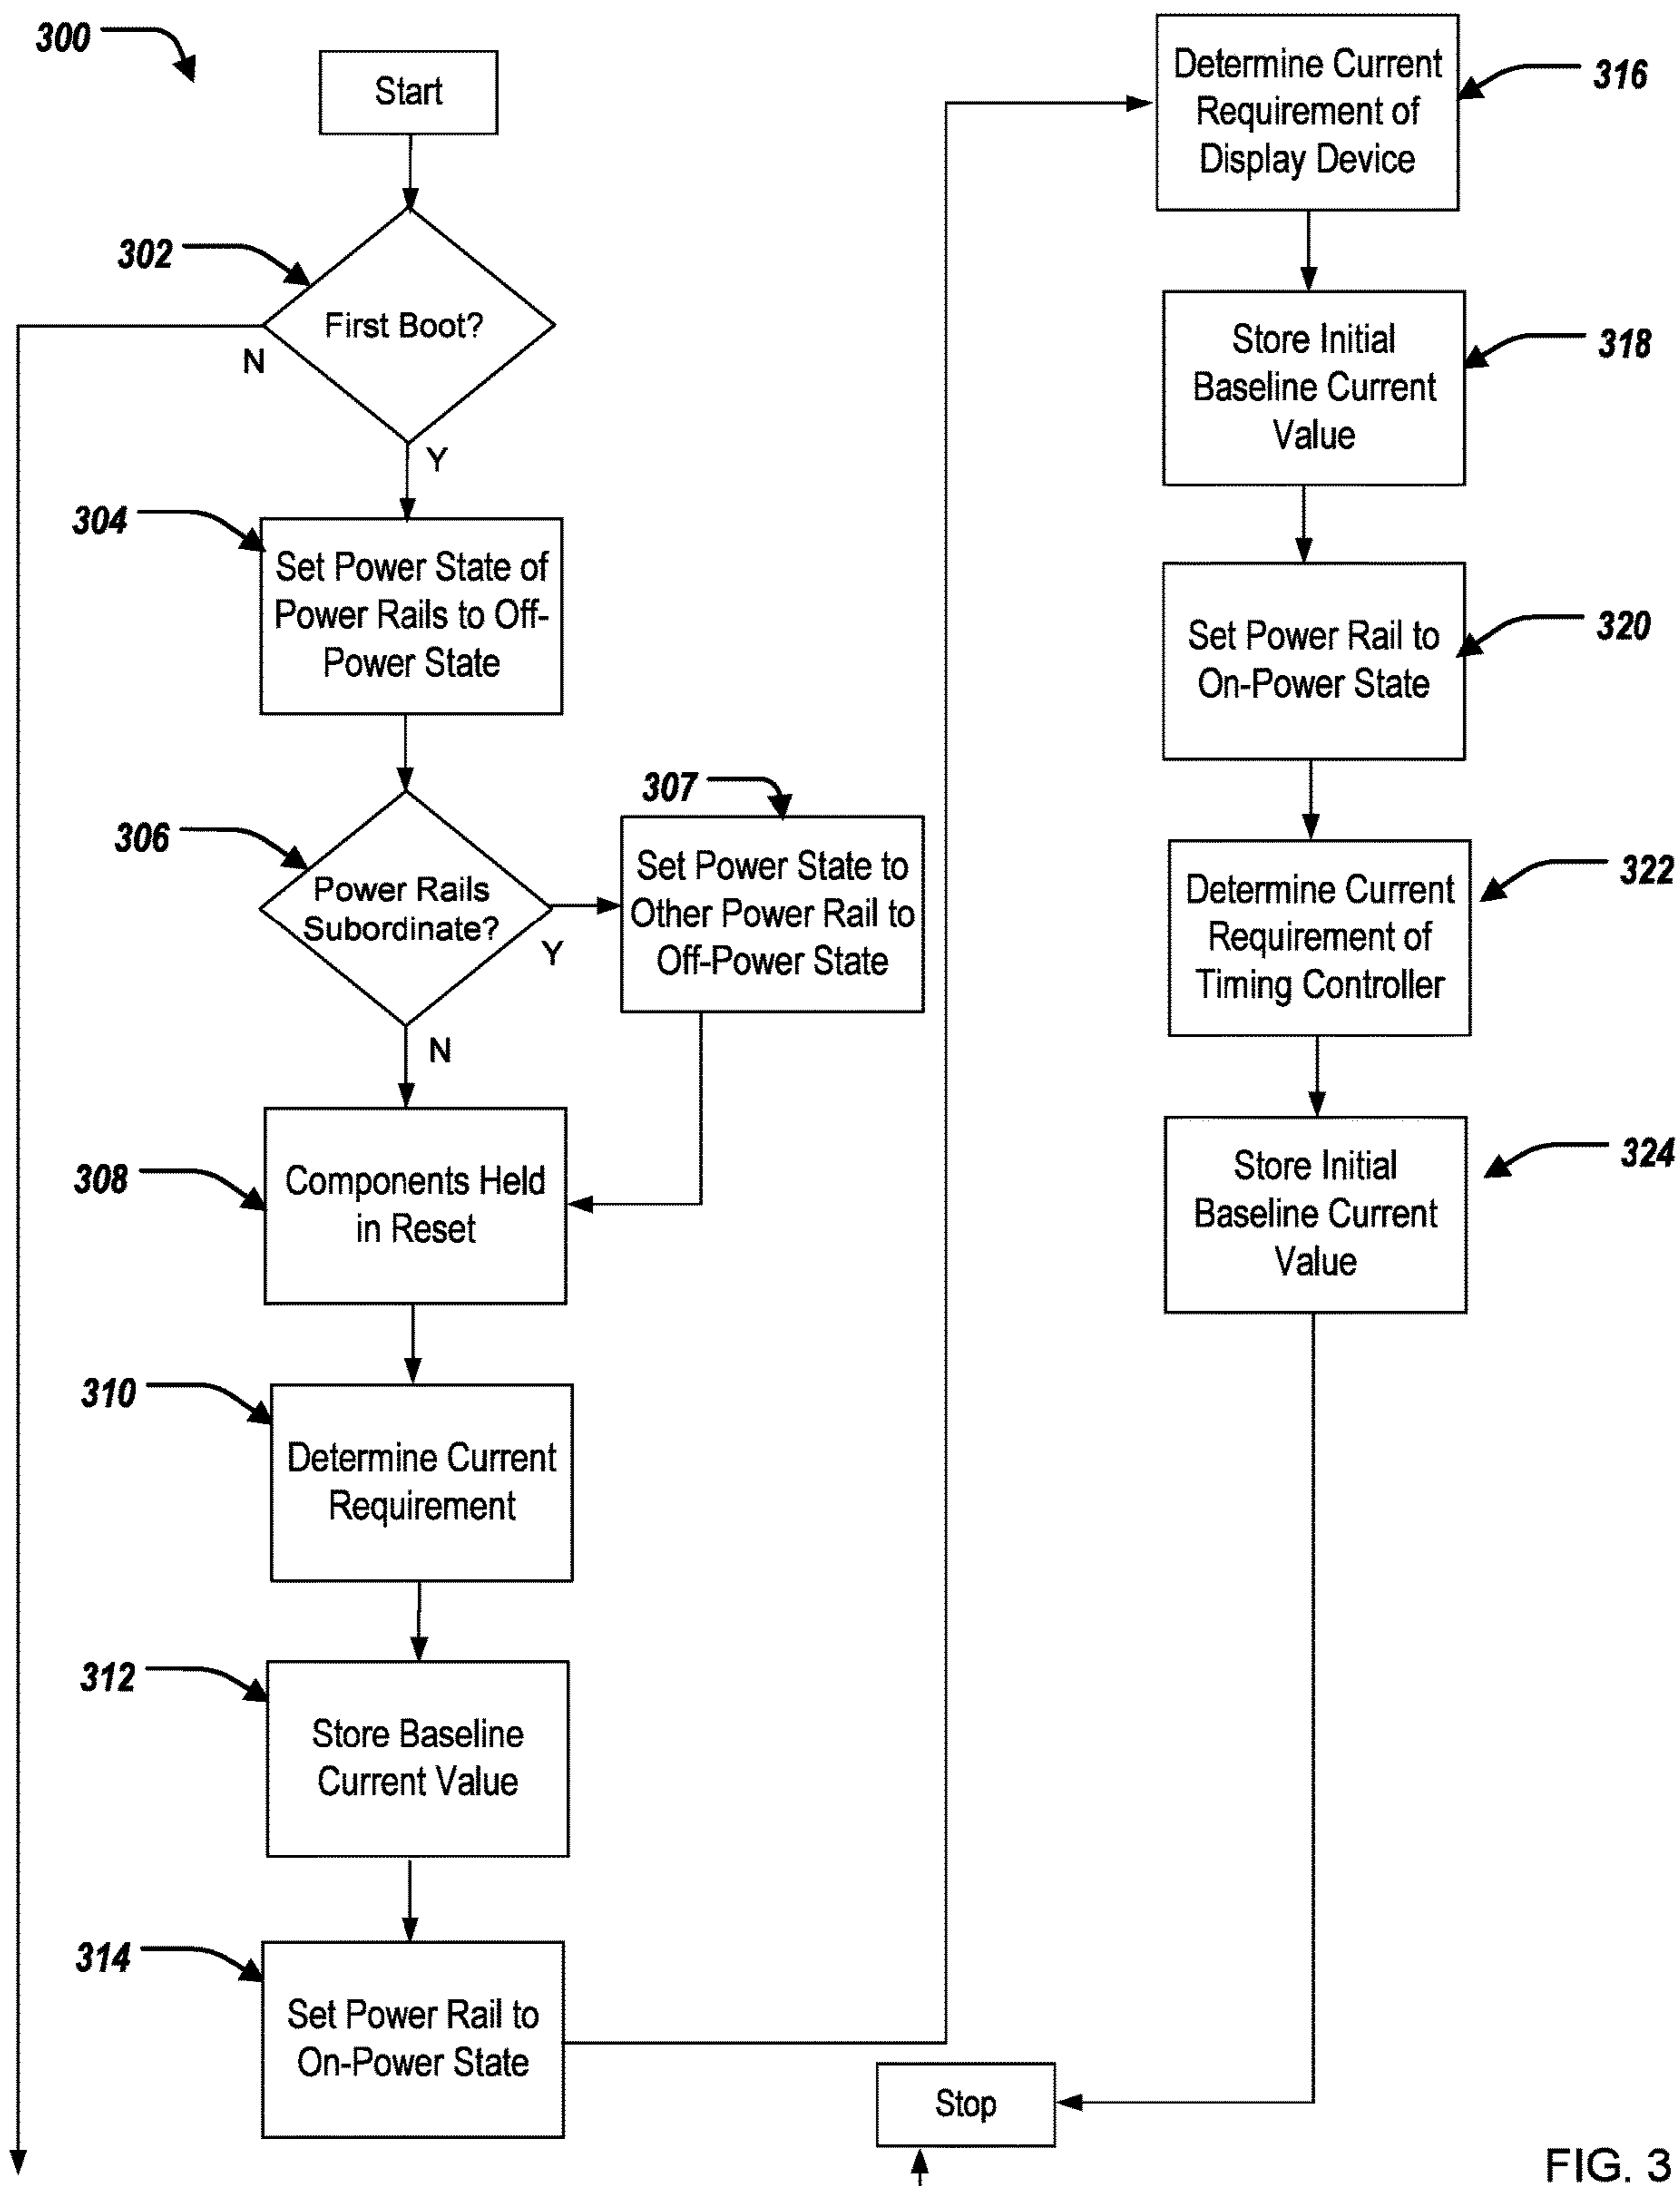 300
Start
302
First Boot?
N
Y
304
Set Power State of
Power Rails to Off-
Power State
306
Power Rails
Subordinate?
Y
N
307
Set Power State to
Other Power Rail to
Off-Power State
308
Components Held
in Reset
310
Determine Current
Requirement
312
Store Baseline
Current Value
314
Set Power Rail to
On-Power State
316
Determine Current
Requirement of
Display Device
318
Store Initial
Baseline Current
Value
320
Set Power Rail to
On-Power State
322
Determine Current
Requirement of
Timing Controller
324
Store Initial
Baseline Current
Value
Stop
FIG. 3